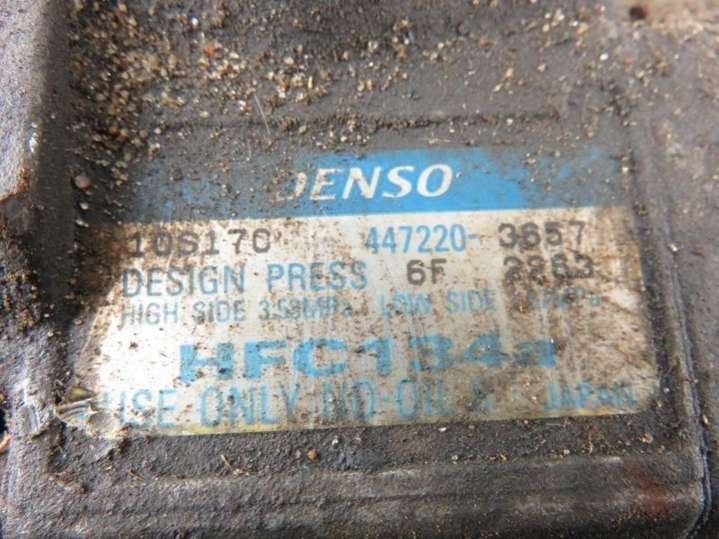 DENSO
10S17C 447220-3657
DESIGN PRESS 6F 2263
HIGH SIDE 3.53MPa LOW SIDE
HFC134a
USE ONLY ND-OIL 8 JAPAN